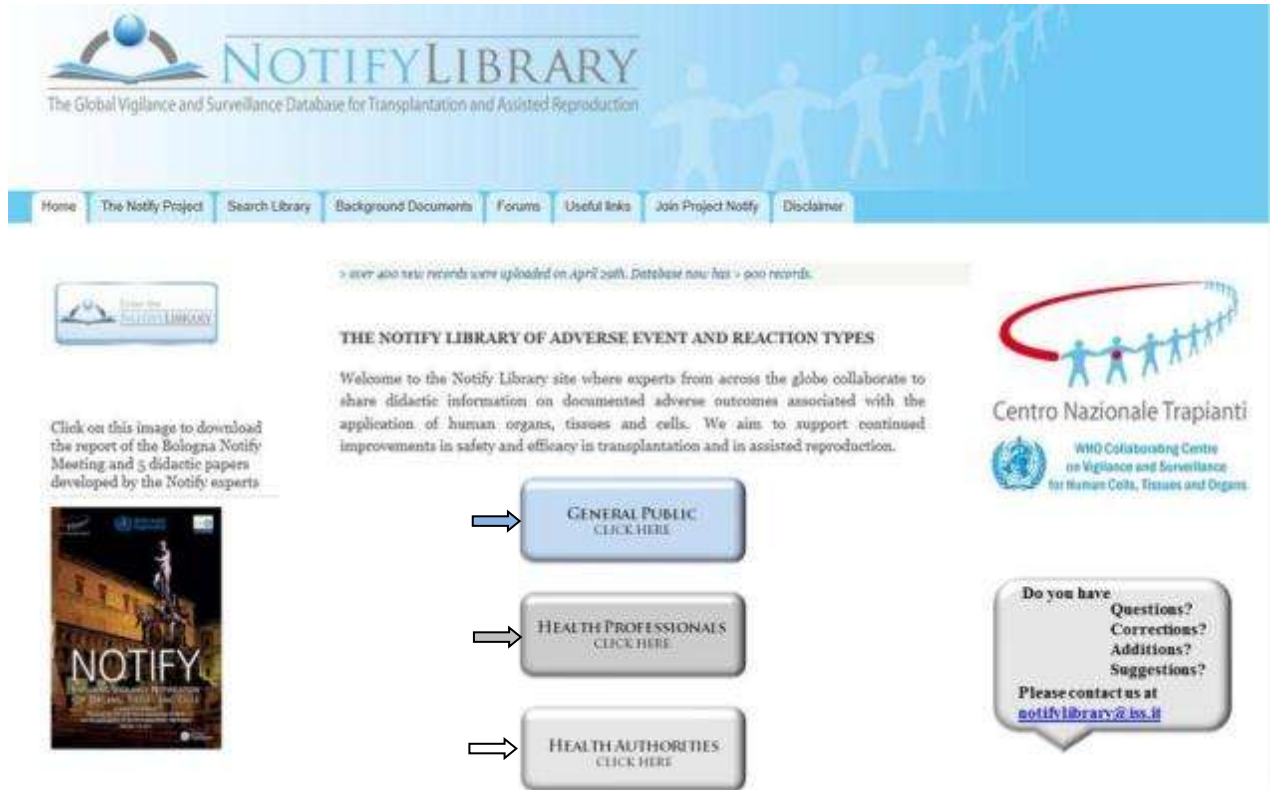 NOTIFYLIBRARY
The Global Vigilance and Surveillance Database for Transplantation and Assisted Reproduction
Home
The Notify Project
Search Library
Background Documents
Forums
Useful links
Join Project Notify
Disclaimer
Enter the
NOTIFYLIBRARY
Click on this image to download
the report of the Bologna Notify
Meeting and 5 didactic papers
developed by the Notify experts
NOTIFY
> over 400 new records were uploaded on April 29th. Database now has > 900 records.
THE NOTIFY LIBRARY OF ADVERSE EVENT AND REACTION TYPES
Welcome to the Notify Library site where experts from across the globe collaborate to
share didactic information on documented adverse outcomes associated with the
application of human organs, tissues and cells. We aim to support continued
improvements in safety and efficacy in transplantation and in assisted reproduction.
GENERAL PUBLIC
CLICK HERE
HEALTH PROFESSIONALS
CLICK HERE
HEALTH AUTHORITIES
CLICK HERE
Centro Nazionale Trapianti
WHO Collaborating Centre
on Vigilance and Surveillance
for Human Cells, Tissues and Organs
Do you have
Questions?
Corrections?
Additions?
Suggestions?
Please contact us at
notifylibrary@iss.it